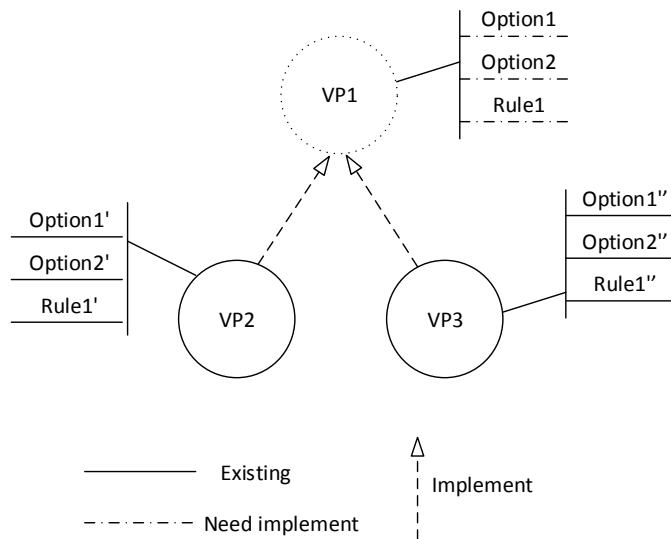 Option1
Option2
Rule1
VP1
Option1'
Option2'
Rule1'
VP2
VP3
Option1''
Option2''
Rule1''
Existing
Need implement
Implement